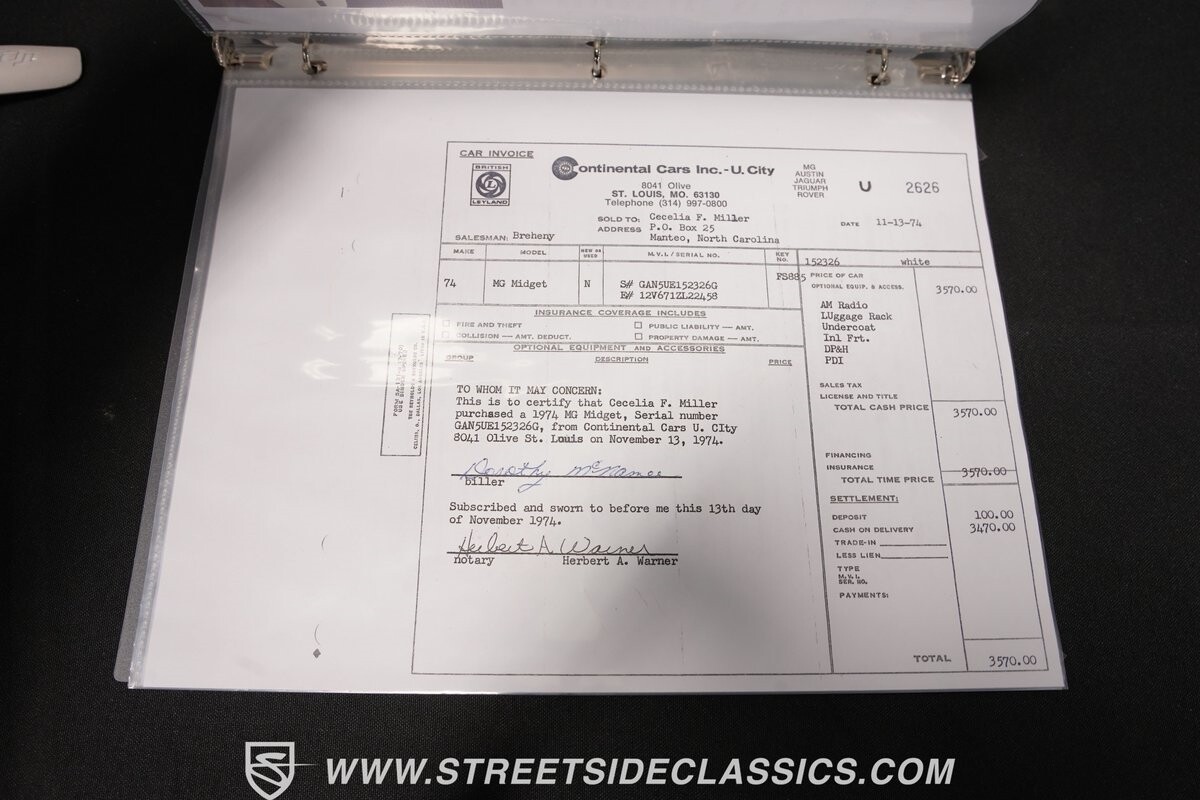 CAR INVOICE
BRITISH
LEYLAND
Continental Cars Inc.-U. City
8041 Olive
ST. LOUIS, MO. 63130
Telephone (314) 997-0800
MG
AUSTIN
JAGUAR
TRIUMPH
ROVER
U 2626
SOLD TO: Cecelia F. Miller
ADDRESS P.O. Box 25
Manteo, North Carolina
DATE 11-13-74
SALESMAN: Breheny
MAKE MODEL NEW OR USED M.V.I. / SERIAL NO. KEY NO.
152326 white
74 MG Midget N S# GAN5UE152326G
E# 12V671ZL22458
FS885
PRICE OF CAR 3570.00
OPTIONAL EQUIP. & ACCESS.
AM Radio
LUggage Rack
Undercoat
Inl Frt.
DP&H
PDI
INSURANCE COVERAGE INCLUDES
FIRE AND THEFT PUBLIC LIABILITY — AMT.
COLLISION — AMT. DEDUCT. PROPERTY DAMAGE — AMT.
OPTIONAL EQUIPMENT AND ACCESSORIES
GROUP DESCRIPTION PRICE
TO WHOM IT MAY CONCERN:
This is to certify that Cecelia F. Miller
purchased a 1974 MG Midget, Serial number
GAN5UE152326G, from Continental Cars U. CIty
8041 Olive St. Louis on November 13, 1974.
Dorothy McNamee
biller
Subscribed and sworn to before me this 13th day
of November 1974.
Herbert A. Warner
notary Herbert A. Warner
SALES TAX
LICENSE AND TITLE
TOTAL CASH PRICE 3570.00
FINANCING
INSURANCE
TOTAL TIME PRICE 3570.00
SETTLEMENT:
DEPOSIT 100.00
CASH ON DELIVERY 3470.00
TRADE-IN
LESS LIEN
TYPE
M.V.I.
SER. NO.
PAYMENTS:
TOTAL 3570.00
WWW.STREETSIDECLASSICS.COM